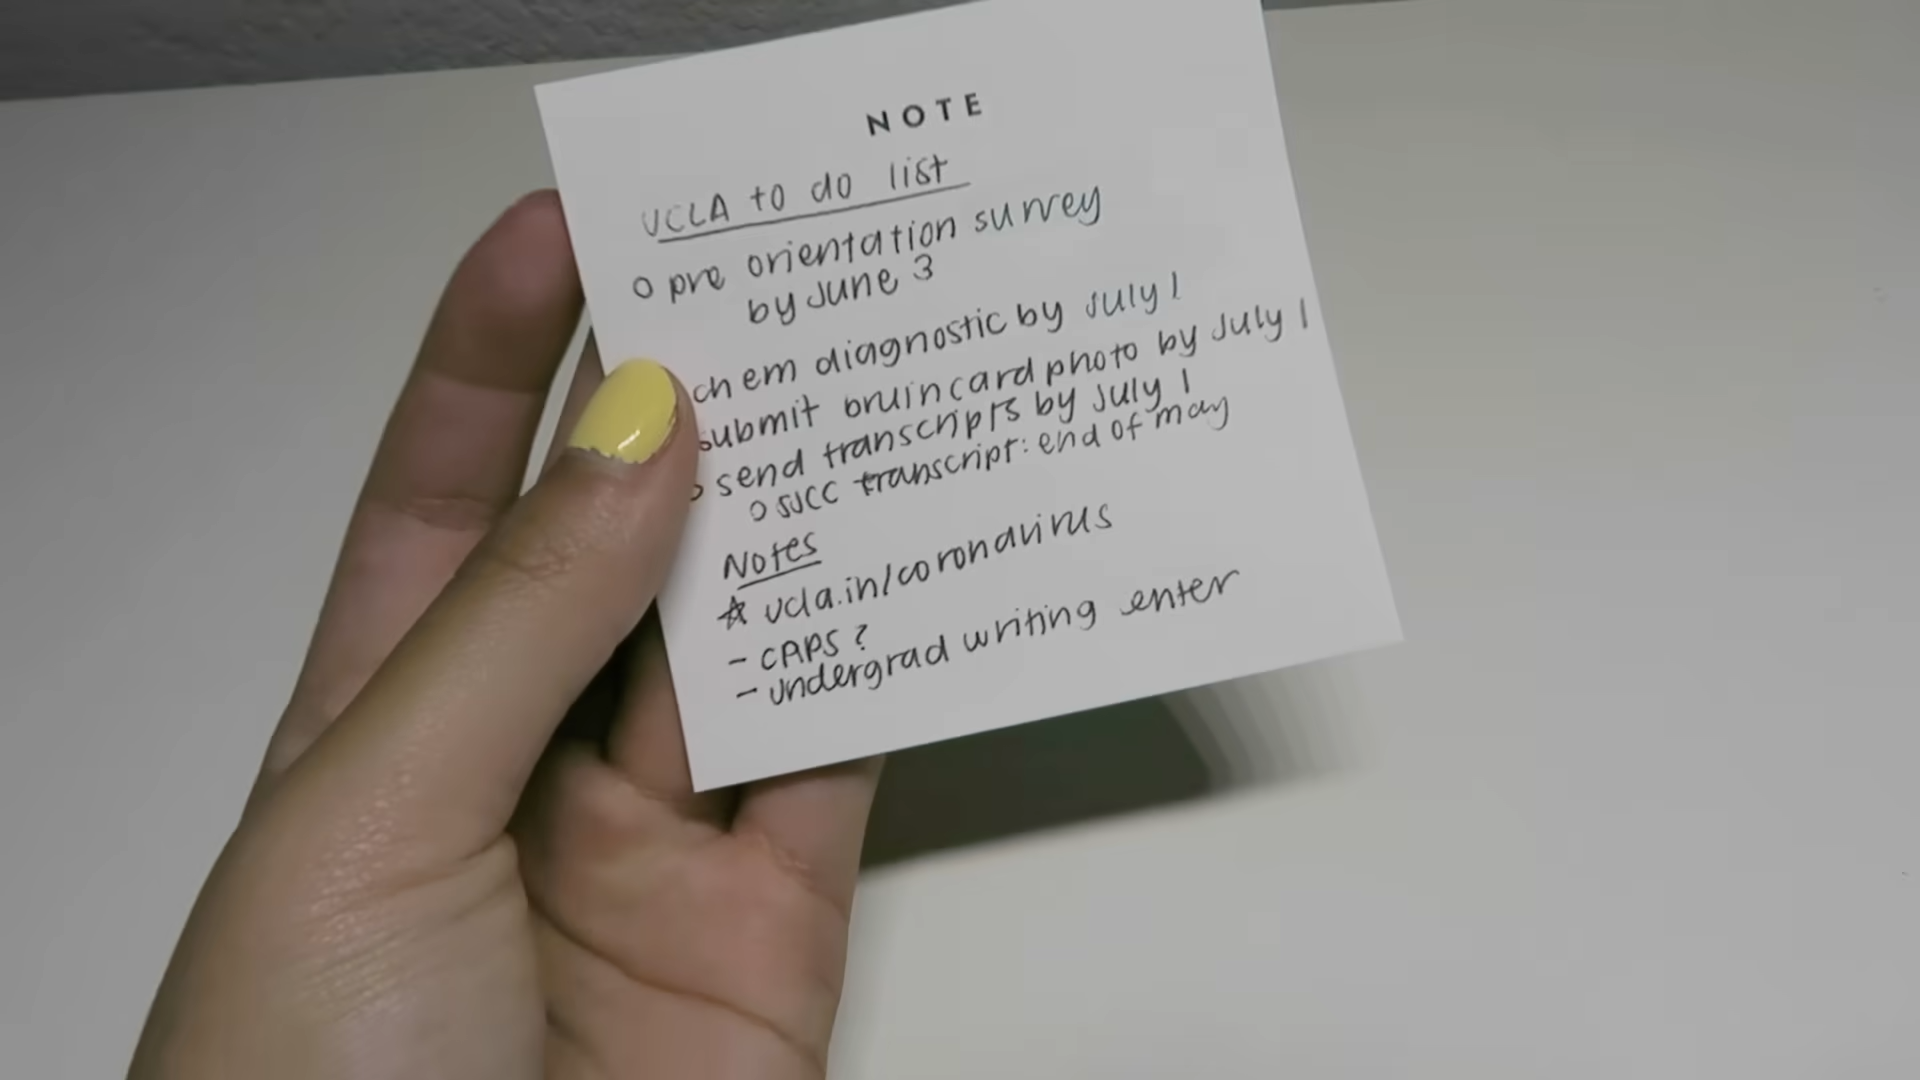 NOTE
UCLA to do list
o pre orientation survey
by June 3
chem diagnostic by July 1
submit bruincard photo by July 1
o send transcripts by July 1
o SJCC transcript: end of may
Notes
☆ ucla.in/coronavirus
- CAPS?
- undergrad writing enter